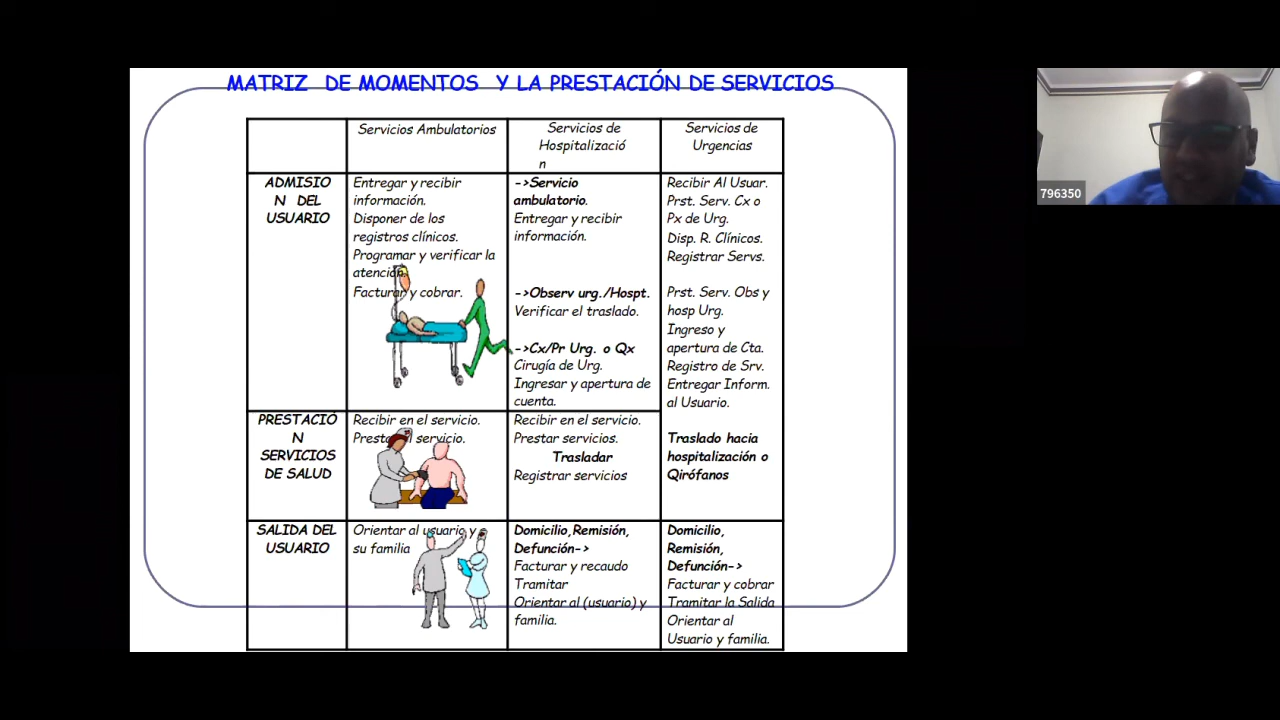 MATRIZ DE MOMENTOS Y LA PRESTACIÓN DE SERVICIOS
Servicios Ambulatorios
Servicios de
Hospitalizació
n
Servicios de
Urgencias
ADMISIO
N DEL
USUARIO
Entregar y recibir
información.
Disponer de los
registros clínicos.
Programar y verificar la
atención.
Facturar y cobrar.
->Servicio
ambulatorio.
Entregar y recibir
información.
->Observ urg./Hospt.
Verificar el traslado.
->Cx/Pr Urg. o Qx
Cirugía de Urg.
Ingresar y apertura de
cuenta.
Recibir Al Usuar.
Prst. Serv. Cx o
Px de Urg.
Disp. R. Clínicos.
Registrar Servs.
Prst. Serv. Obs y
hosp Urg.
Ingreso y
apertura de Cta.
Registro de Srv.
Entregar Inform.
al Usuario.
Traslado hacia
hospitalización o
Qirófanos
PRESTACIÓ
N
SERVICIOS
DE SALUD
Recibir en el servicio.
Prestar el servicio.
Recibir en el servicio.
Prestar servicios.
Trasladar
Registrar servicios
SALIDA DEL
USUARIO
Orientar al usuario y
su familia
Domicilio,Remisión,
Defunción->
Facturar y recaudo
Tramitar
Orientar al (usuario) y
familia.
Domicilio,
Remisión,
Defunción->
Facturar y cobrar
Tramitar la Salida
Orientar al
Usuario y familia.
796350